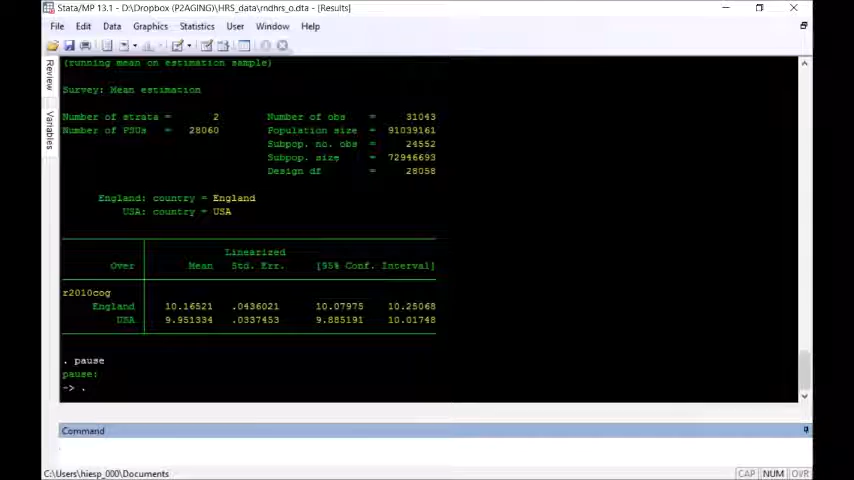 Stata/MP 13.1 - D:\Dropbox (P2AGING)\HRS_data\rndhrs_o.dta - [Results]
File Edit Data Graphics Statistics User Window Help
Review
Variables
(running mean on estimation sample)
Survey: Mean estimation
Number of strata = 2 Number of obs = 31043
Number of PSUs = 28060 Population size = 91039161
Subpop. no. obs = 24552
Subpop. size = 72946693
Design df = 28058
England: country = England
USA: country = USA
Linearized
Over Mean Std. Err. [95% Conf. Interval]
r2010cog
England 10.16521 .0436021 10.07975 10.25068
USA 9.951334 .0337453 9.885191 10.01748
. pause
pause:
-> .
Command
C:\Users\hiesp_000\Documents
CAP NUM OVR